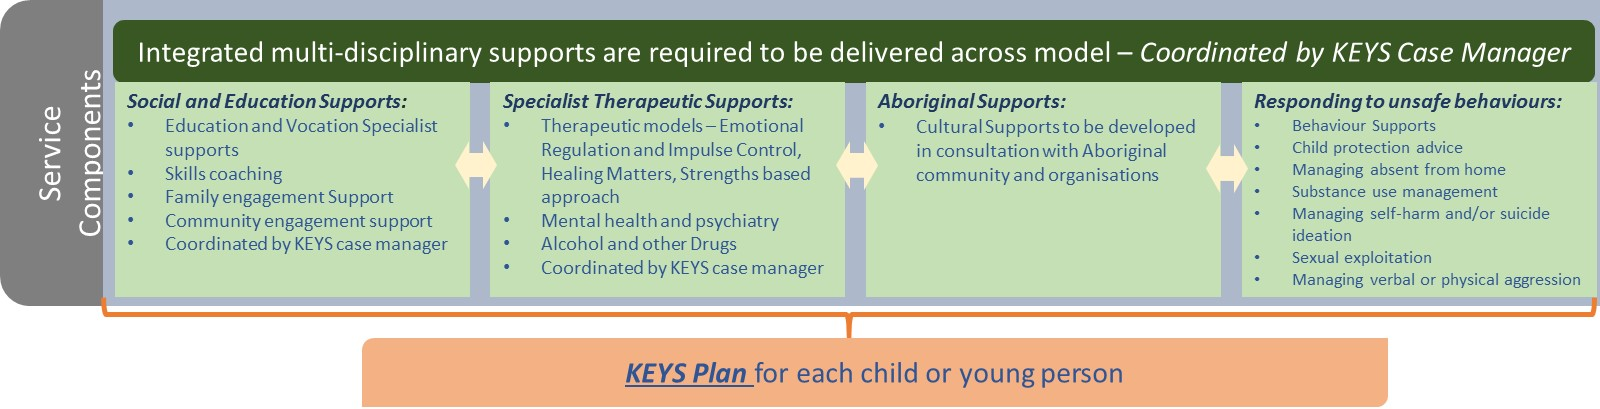 Service
Components
Integrated multi-disciplinary supports are required to be delivered across model – Coordinated by KEYS Case Manager
Social and Education Supports:
• Education and Vocation Specialist
supports
• Skills coaching
• Family engagement Support
• Community engagement support
• Coordinated by KEYS case manager
Specialist Therapeutic Supports:
• Therapeutic models – Emotional
Regulation and Impulse Control,
Healing Matters, Strengths based
approach
• Mental health and psychiatry
• Alcohol and other Drugs
• Coordinated by KEYS case manager
Aboriginal Supports:
• Cultural Supports to be developed
in consultation with Aboriginal
community and organisations
Responding to unsafe behaviours:
• Behaviour Supports
• Child protection advice
• Managing absent from home
• Substance use management
• Managing self-harm and/or suicide
ideation
• Sexual exploitation
• Managing verbal or physical aggression
KEYS Plan for each child or young person